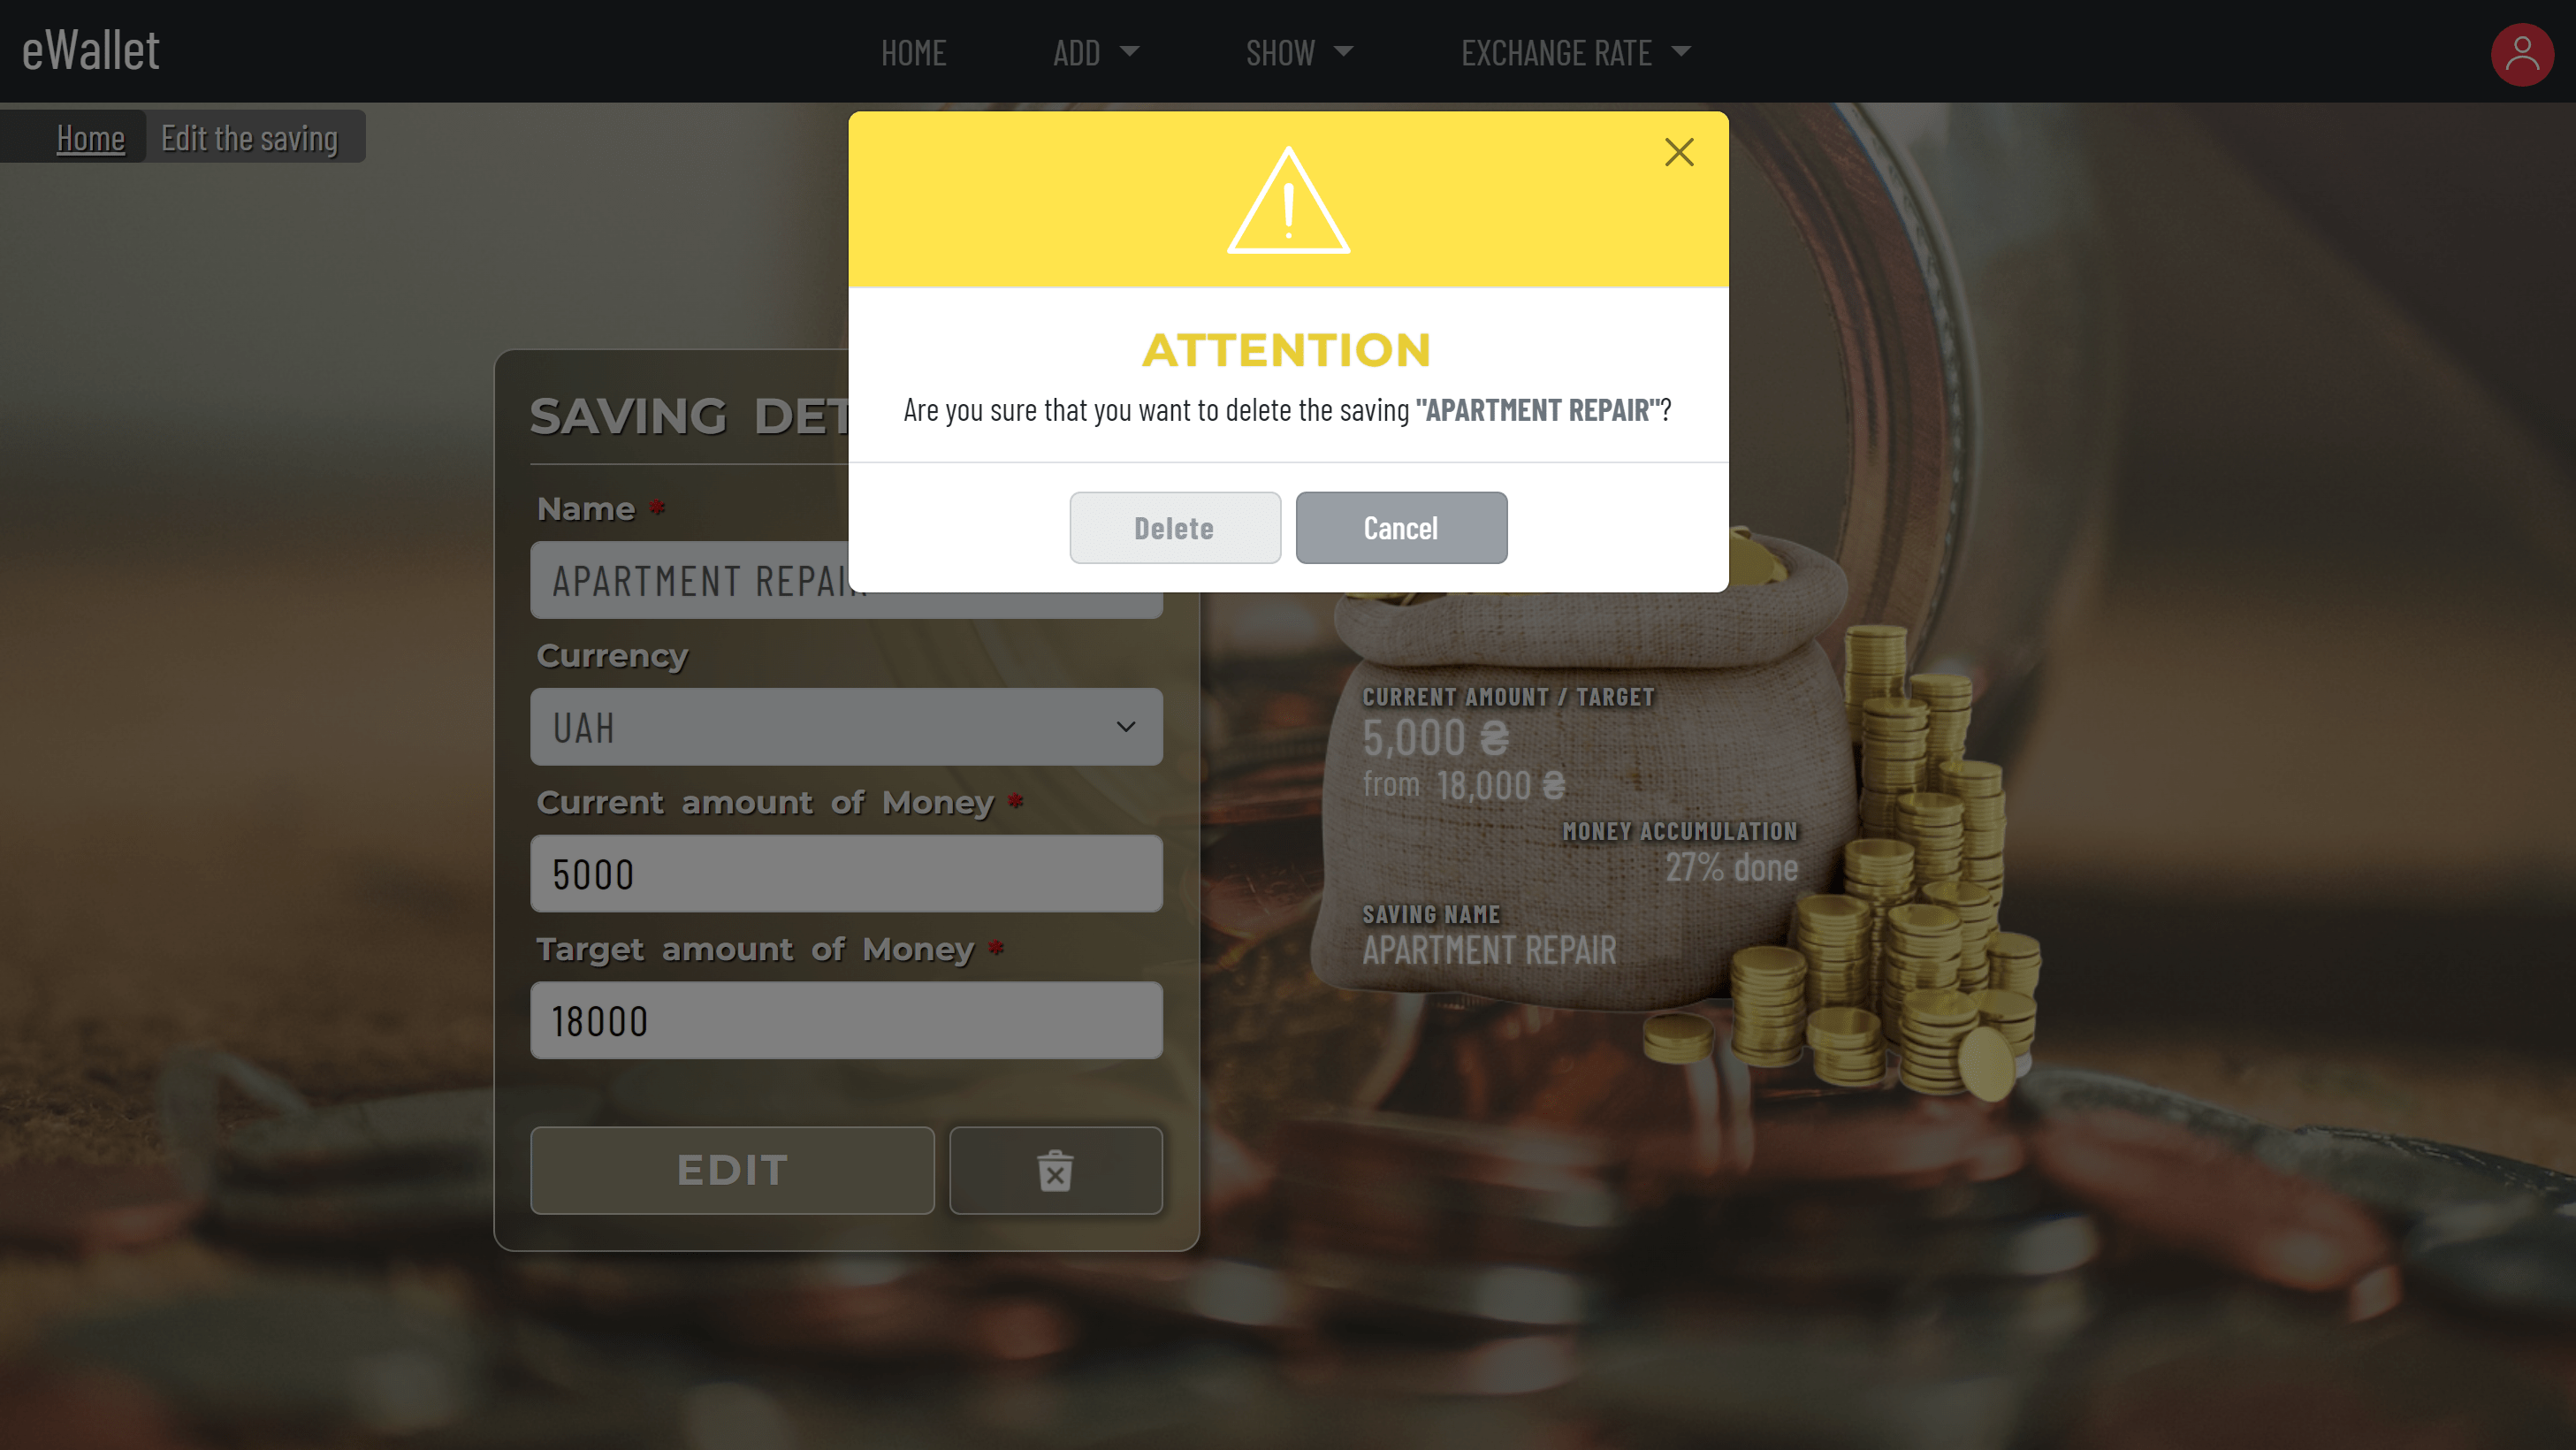 eWallet
HOME ADD SHOW EXCHANGE RATE
Home Edit the saving
ATTENTION
Are you sure that you want to delete the saving "APARTMENT REPAIR"?
Delete Cancel
SAVING DET
Name *
APARTMENT REPAIR
Currency
UAH
Current amount of Money *
5000
Target amount of Money *
18000
EDIT
CURRENT AMOUNT / TARGET
5,000 ₴
from 18,000 ₴
MONEY ACCUMULATION
27% done
SAVING NAME
APARTMENT REPAIR